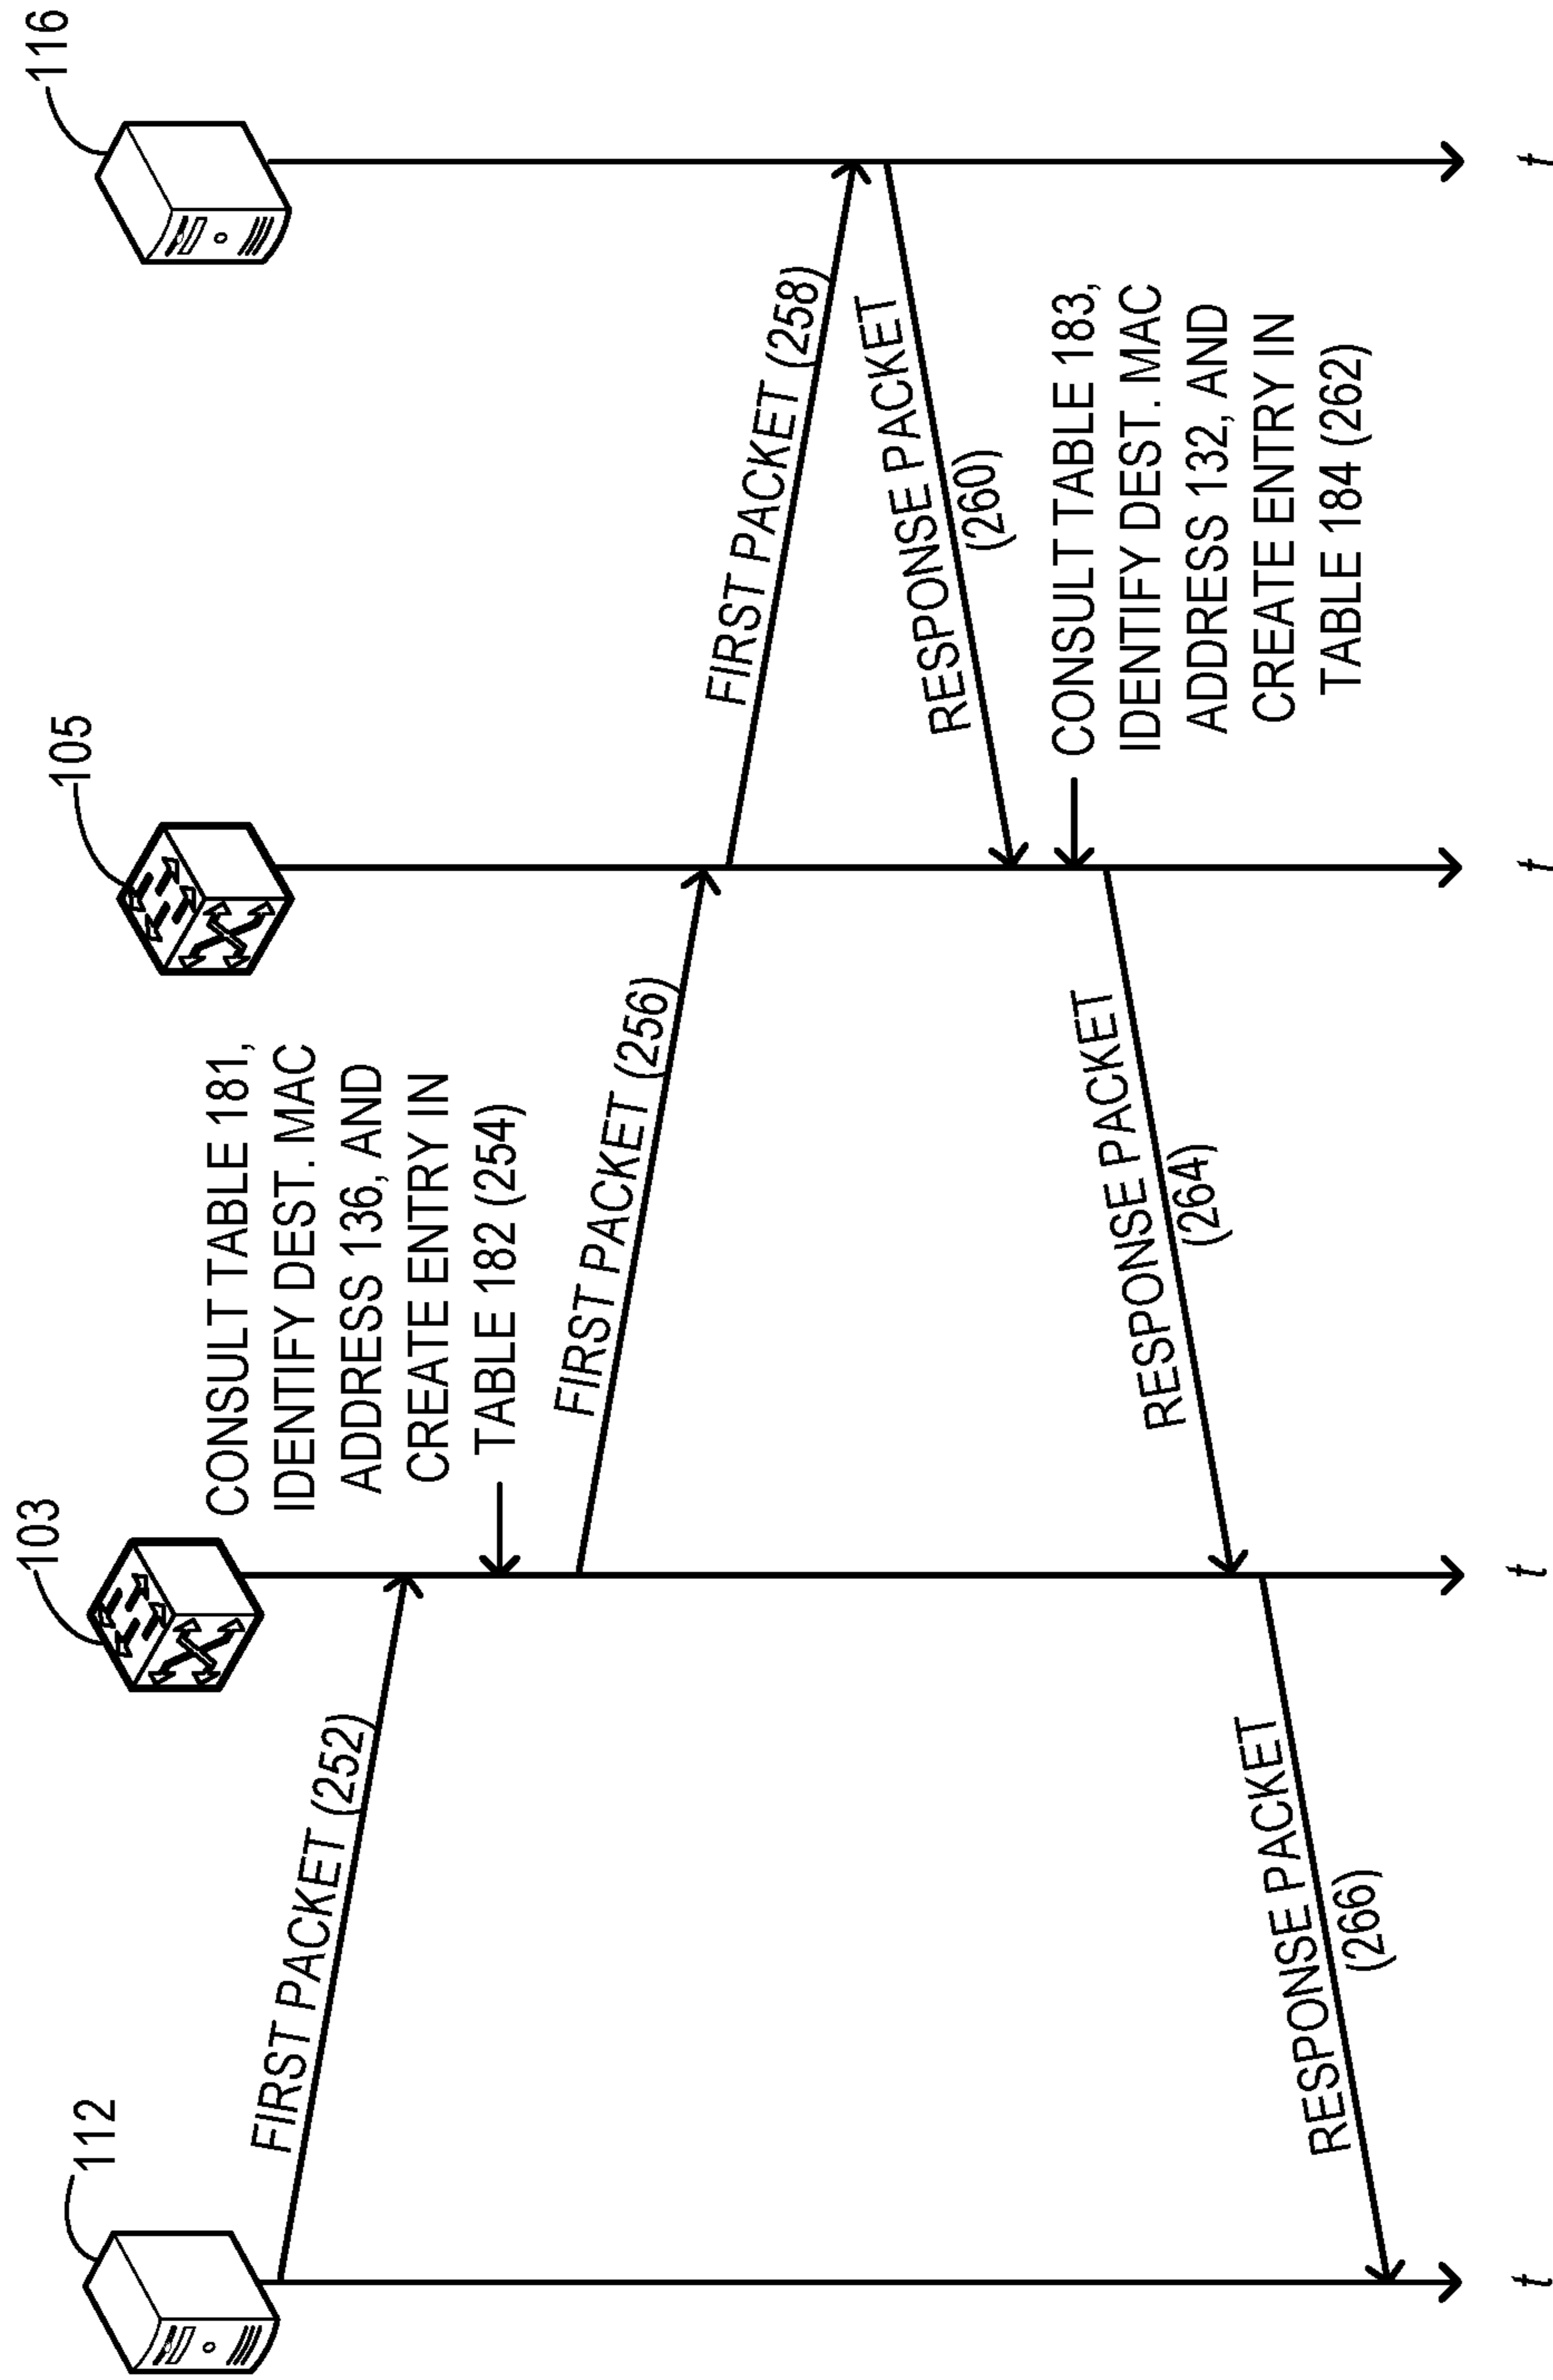 112
103
105
116
FIRST PACKET (252)
CONSULT TABLE 181,
IDENTIFY DEST. MAC
ADDRESS 136, AND
CREATE ENTRY IN
TABLE 182 (254)
FIRST PACKET (256)
FIRST PACKET (258)
RESPONSE PACKET
(260)
CONSULT TABLE 183,
IDENTIFY DEST. MAC
ADDRESS 132, AND
CREATE ENTRY IN
TABLE 184 (262)
RESPONSE PACKET
(264)
RESPONSE PACKET
(266)
t
t
t
t